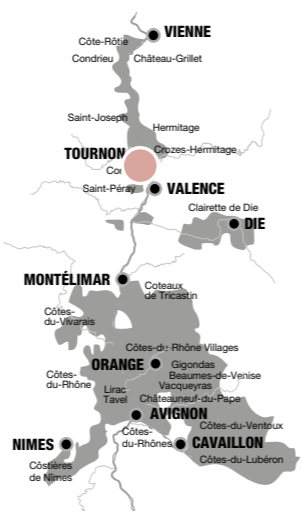 VIENNE
Côte-Rôtie
Condrieu Château-Grillet
Saint-Joseph
Hermitage
TOURNON
Crozes-Hermitage
Saint-Péray
VALENCE
Clairette de Die
DIE
MONTÉLIMAR
Coteaux
de Tricastin
Côtes-
du-Vivarais
Côtes-du-Rhône Villages
ORANGE
Gigondas
Beaumes-de-Venise
Vacqueyras
Côtes-
du-Rhône
Lirac
Tavel
Châteauneuf-du-Pape
AVIGNON
Côtes-du-Ventoux
Côtes-
du-Rhônes
NIMES
CAVAILLON
Côtes-du-Lubéron
Côstières
de Nîmes